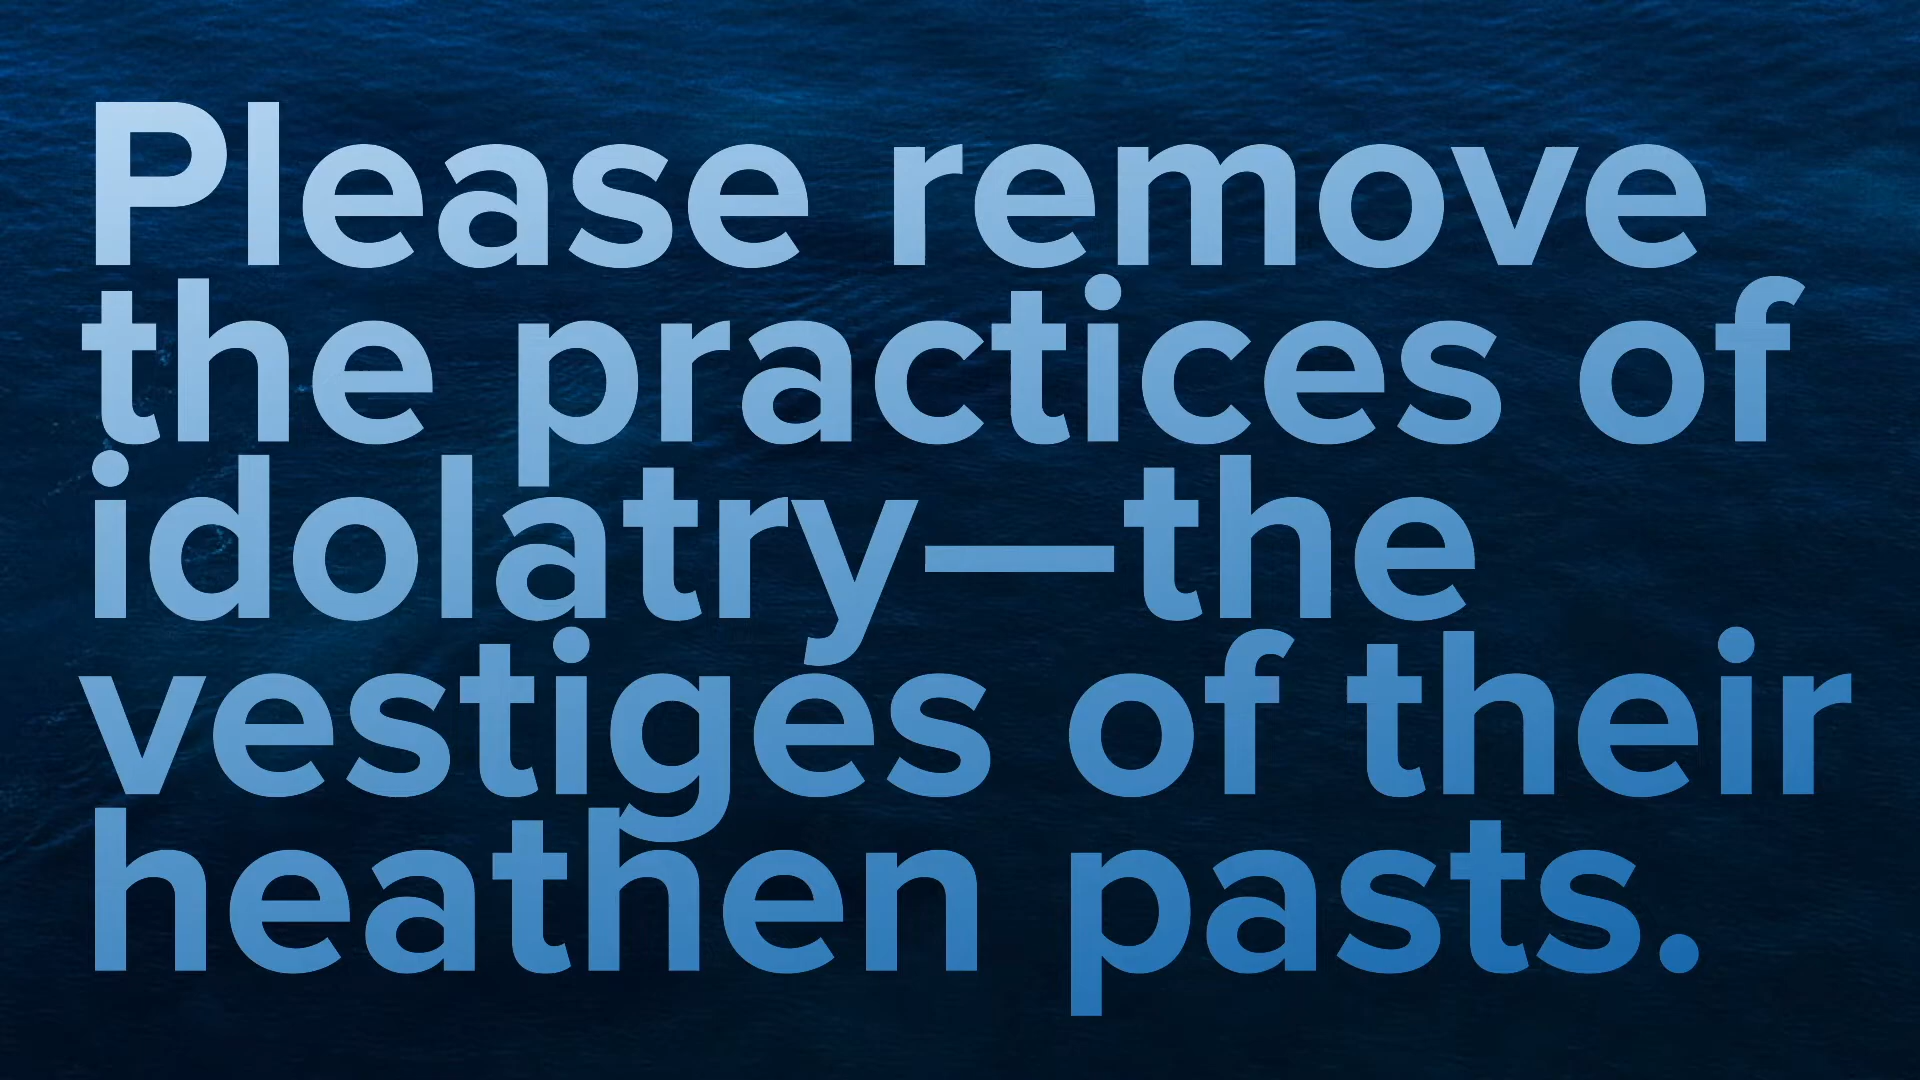 Please remove
the practices of
idolatry—the
vestiges of their
heathen pasts.